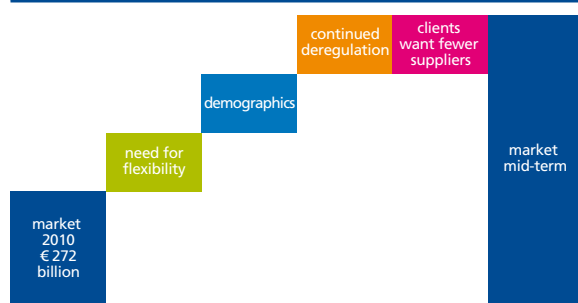 market
2010
€ 272
billion
need for
flexibility
demographics
continued
deregulation
clients
want fewer
suppliers
market
mid-term